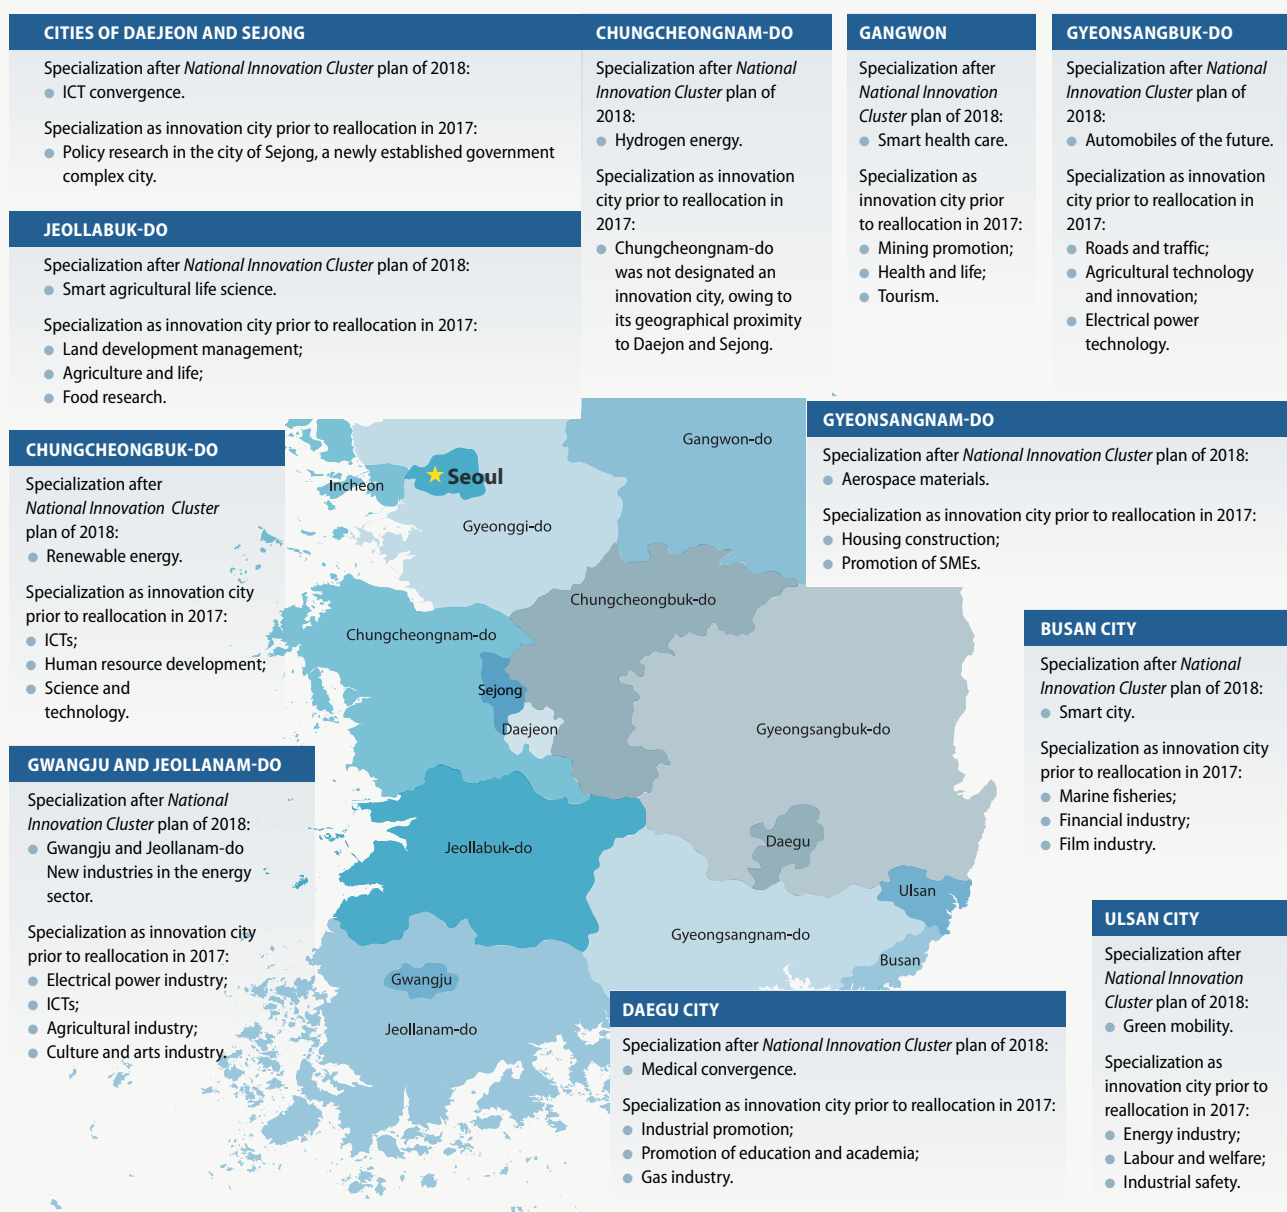 CITIES OF DAEJEON AND SEJONG
Specialization after National Innovation Cluster plan of 2018:
ICT convergence.
Specialization as innovation city prior to reallocation in 2017:
Policy research in the city of Sejong, a newly established government
complex city.
JEOLLABUK-DO
Specialization after National Innovation Cluster plan of 2018:
Smart agricultural life science.
Specialization as innovation city prior to reallocation in 2017:
Land development management;
Agriculture and life;
Food research.
CHUNGCHEONGNAM-DO
Specialization after National
Innovation Cluster plan of
2018:
Hydrogen energy.
Specialization as innovation
city prior to reallocation in
2017:
Chungcheongnam-do
was not designated an
innovation city, owing to
its geographical proximity
to Daejon and Sejong.
GANGWON
Specialization after
National Innovation
Cluster plan of 2018:
Smart health care.
Specialization as
innovation city prior
to reallocation in 2017:
Mining promotion;
Health and life;
Tourism.
GYEONSANGBUK-DO
Specialization after National
Innovation Cluster plan of
2018:
Automobiles of the future.
Specialization as innovation
city prior to reallocation in
2017:
Roads and traffic;
Agricultural technology
and innovation;
Electrical power
technology.
GYEONSANGNAM-DO
Specialization after National Innovation Cluster plan of 2018:
Aerospace materials.
Specialization as innovation city prior to reallocation in 2017:
Housing construction;
Promotion of SMEs.
CHUNGCHEONGBUK-DO
Specialization after
National Innovation Cluster
plan of 2018:
Renewable energy.
Specialization as innovation city
prior to reallocation in 2017:
ICTs;
Human resource development;
Science and
technology.
GWANGJU AND JEOLLANAM-DO
Specialization after National
Innovation Cluster plan of 2018:
Gwangju and Jeollanam-do
New industries in the energy
sector.
Specialization as innovation city
prior to reallocation in 2017:
Electrical power industry;
ICTs;
Agricultural industry;
Culture and arts industry.
Gangwon-do
Seoul
Incheon
Gyeonggi-do
Chungcheongbuk-do
Chungcheongnam-do
Sejong
Daejeon
Gyeongsangbuk-do
Daegu
Jeollabuk-do
Ulsan
Gyeongsangnam-do
Busan
Gwangju
Jeollanam-do
BUSAN CITY
Specialization after National
Innovation Cluster plan of 2018:
Smart city.
Specialization as innovation city
prior to reallocation in 2017:
Marine fisheries;
Financial industry;
Film industry.
ULSAN CITY
Specialization after
National Innovation
Cluster plan of 2018:
Green mobility.
Specialization as
innovation city prior to
reallocation in 2017:
Energy industry;
Labour and welfare;
Industrial safety.
DAEGU CITY
Specialization after National Innovation Cluster plan of 2018:
Medical convergence.
Specialization as innovation city prior to reallocation in 2017:
Industrial promotion;
Promotion of education and academia;
Gas industry.